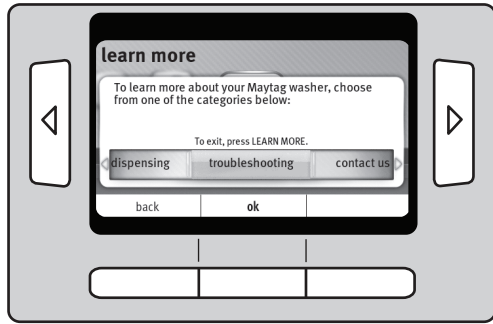 learn more
To learn more about your Maytag washer, choose
from one of the categories below:
To exit, press LEARN MORE.
dispensing troubleshooting contact us
back ok